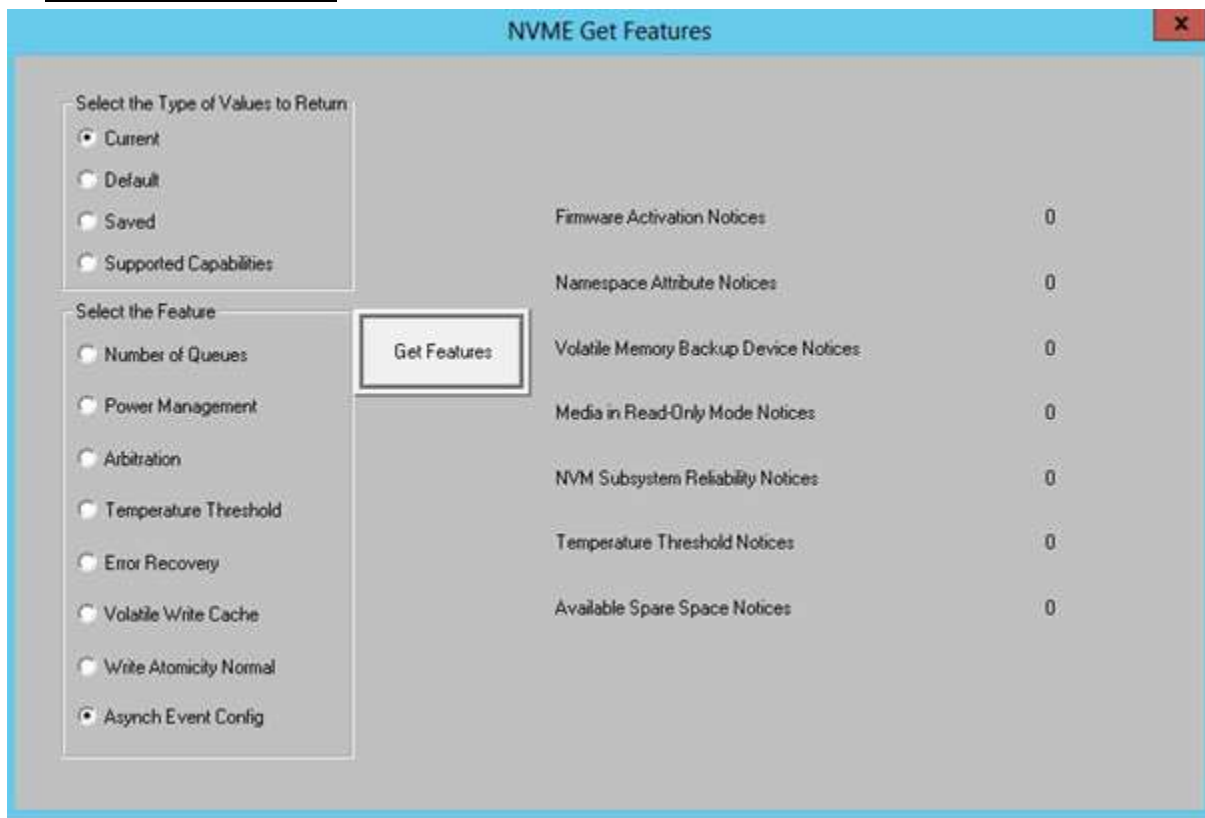 NVME Get Features
x
Select the Type of Values to Return
Current
Default
Saved
Supported Capabilities
Select the Feature
Number of Queues
Power Management
Arbitration
Temperature Threshold
Error Recovery
Volatile Write Cache
Write Atomicity Normal
Asynch Event Config
Get Features
Firmware Activation Notices 0
Namespace Attribute Notices 0
Volatile Memory Backup Device Notices 0
Media in Read-Only Mode Notices 0
NVM Subsystem Reliability Notices 0
Temperature Threshold Notices 0
Available Spare Space Notices 0